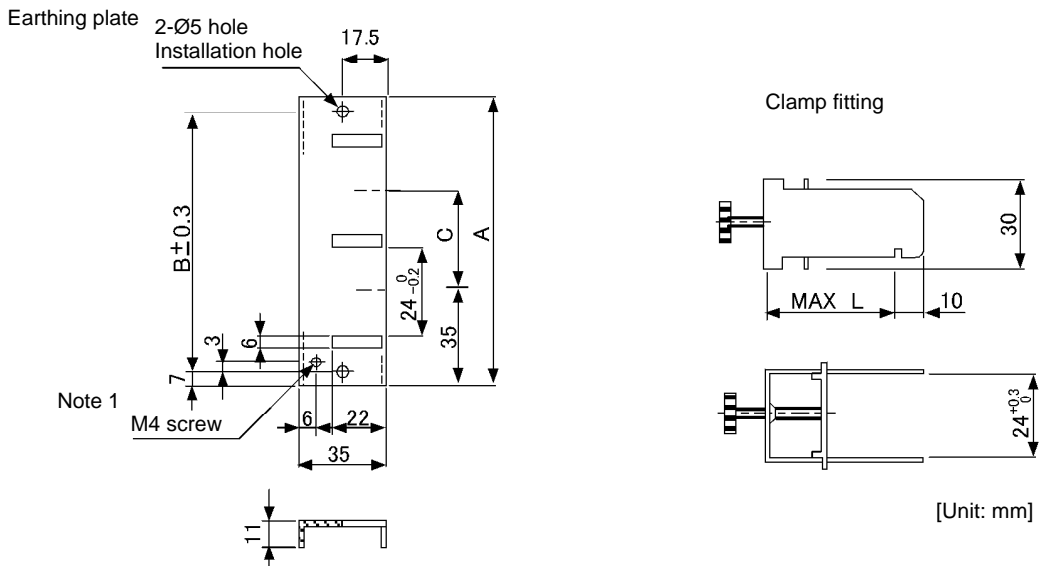 Earthing plate
2-Ø5 hole
Installation hole
17.5
Clamp fitting
B±0.3
C
A
24 0 -0.2
35
3
6
7
Note 1
M4 screw
6
22
35
11
30
MAX L
10
24 +0.3 0
[Unit: mm]